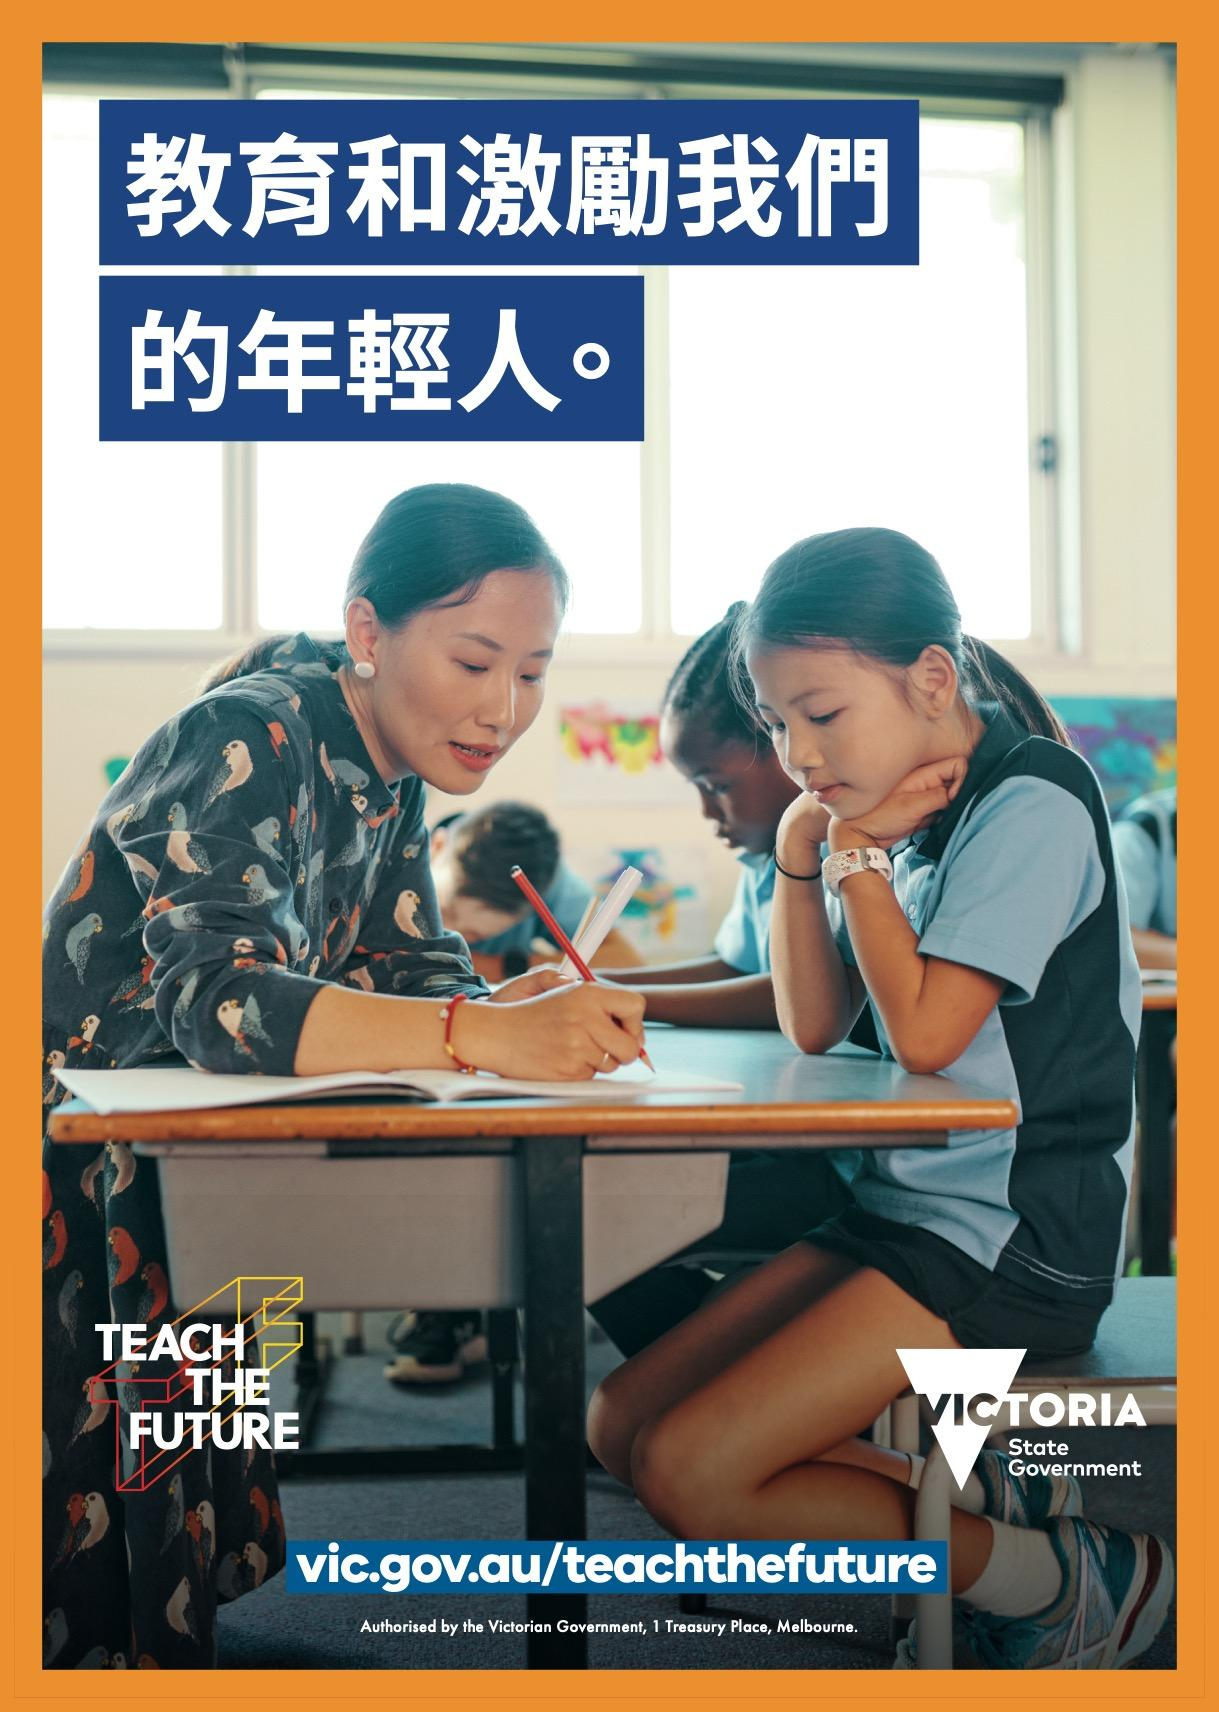 教育和激勵我們
的年輕人。
TEACH
THE
FUTURE
VICTORIA
State
Government
vic.gov.au/teachthefuture
Authorised by the Victorian Government, 1 Treasury Place, Melbourne.